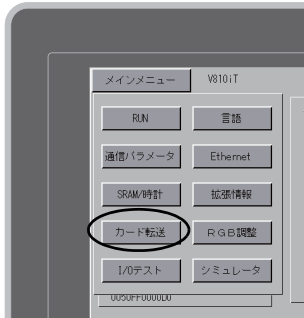 メインメニュー V810iT
RUN 言語
通信パラメータ Ethernet
SRAM/時計 拡張情報
カード転送 RGB調整
I/Oテスト シミュレータ
0050FF0000D0